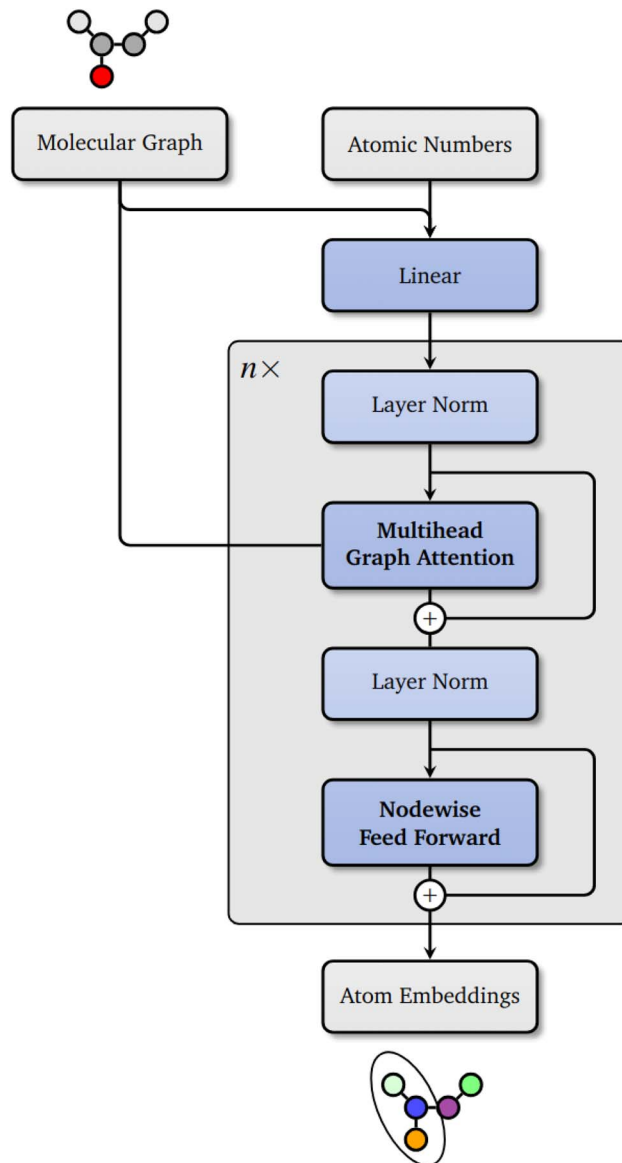 Molecular Graph
Atomic Numbers
Linear
n×
Layer Norm
Multihead
Graph Attention
+
Layer Norm
Nodewise
Feed Forward
+
Atom Embeddings